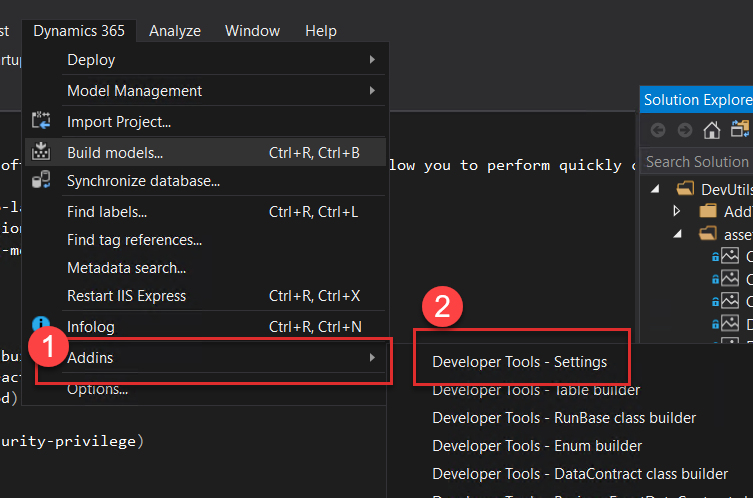 st Dynamics 365 Analyze Window Help
artup
Deploy
Model Management
Import Project...
Build models... Ctrl+R, Ctrl+B
Synchronize database...
Find labels... Ctrl+R, Ctrl+L
Find tag references...
Metadata search...
Restart IIS Express Ctrl+R, Ctrl+X
Infolog Ctrl+R, Ctrl+N
1
Addins
Options...
2
Developer Tools - Settings
Developer Tools - Table builder
Developer Tools - RunBase class builder
Developer Tools - Enum builder
Developer Tools - DataContract class builder
of
low you to perform quickly
o-la
ion
-mo
bui
act
od)
urity-privilege)
Solution Explore
Search Solution
DevUtils
Add
asse